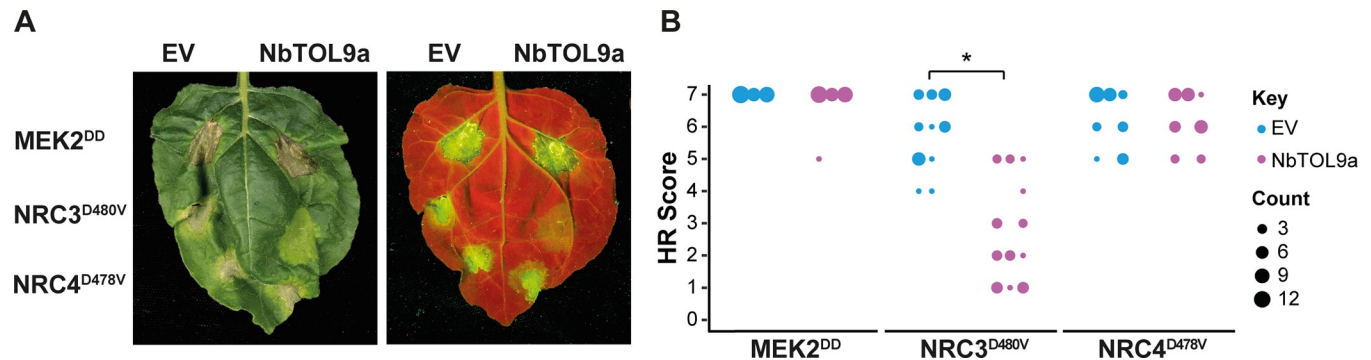 A
EV NbTOL9a EV NbTOL9a
MEK2DD
NRC3D480V
NRC4D478V
B
*
HR Score
7
6
5
4
3
2
1
0
MEK2DD NRC3D480V NRC4D478V
Key
EV
NbTOL9a
Count
3
6
9
12